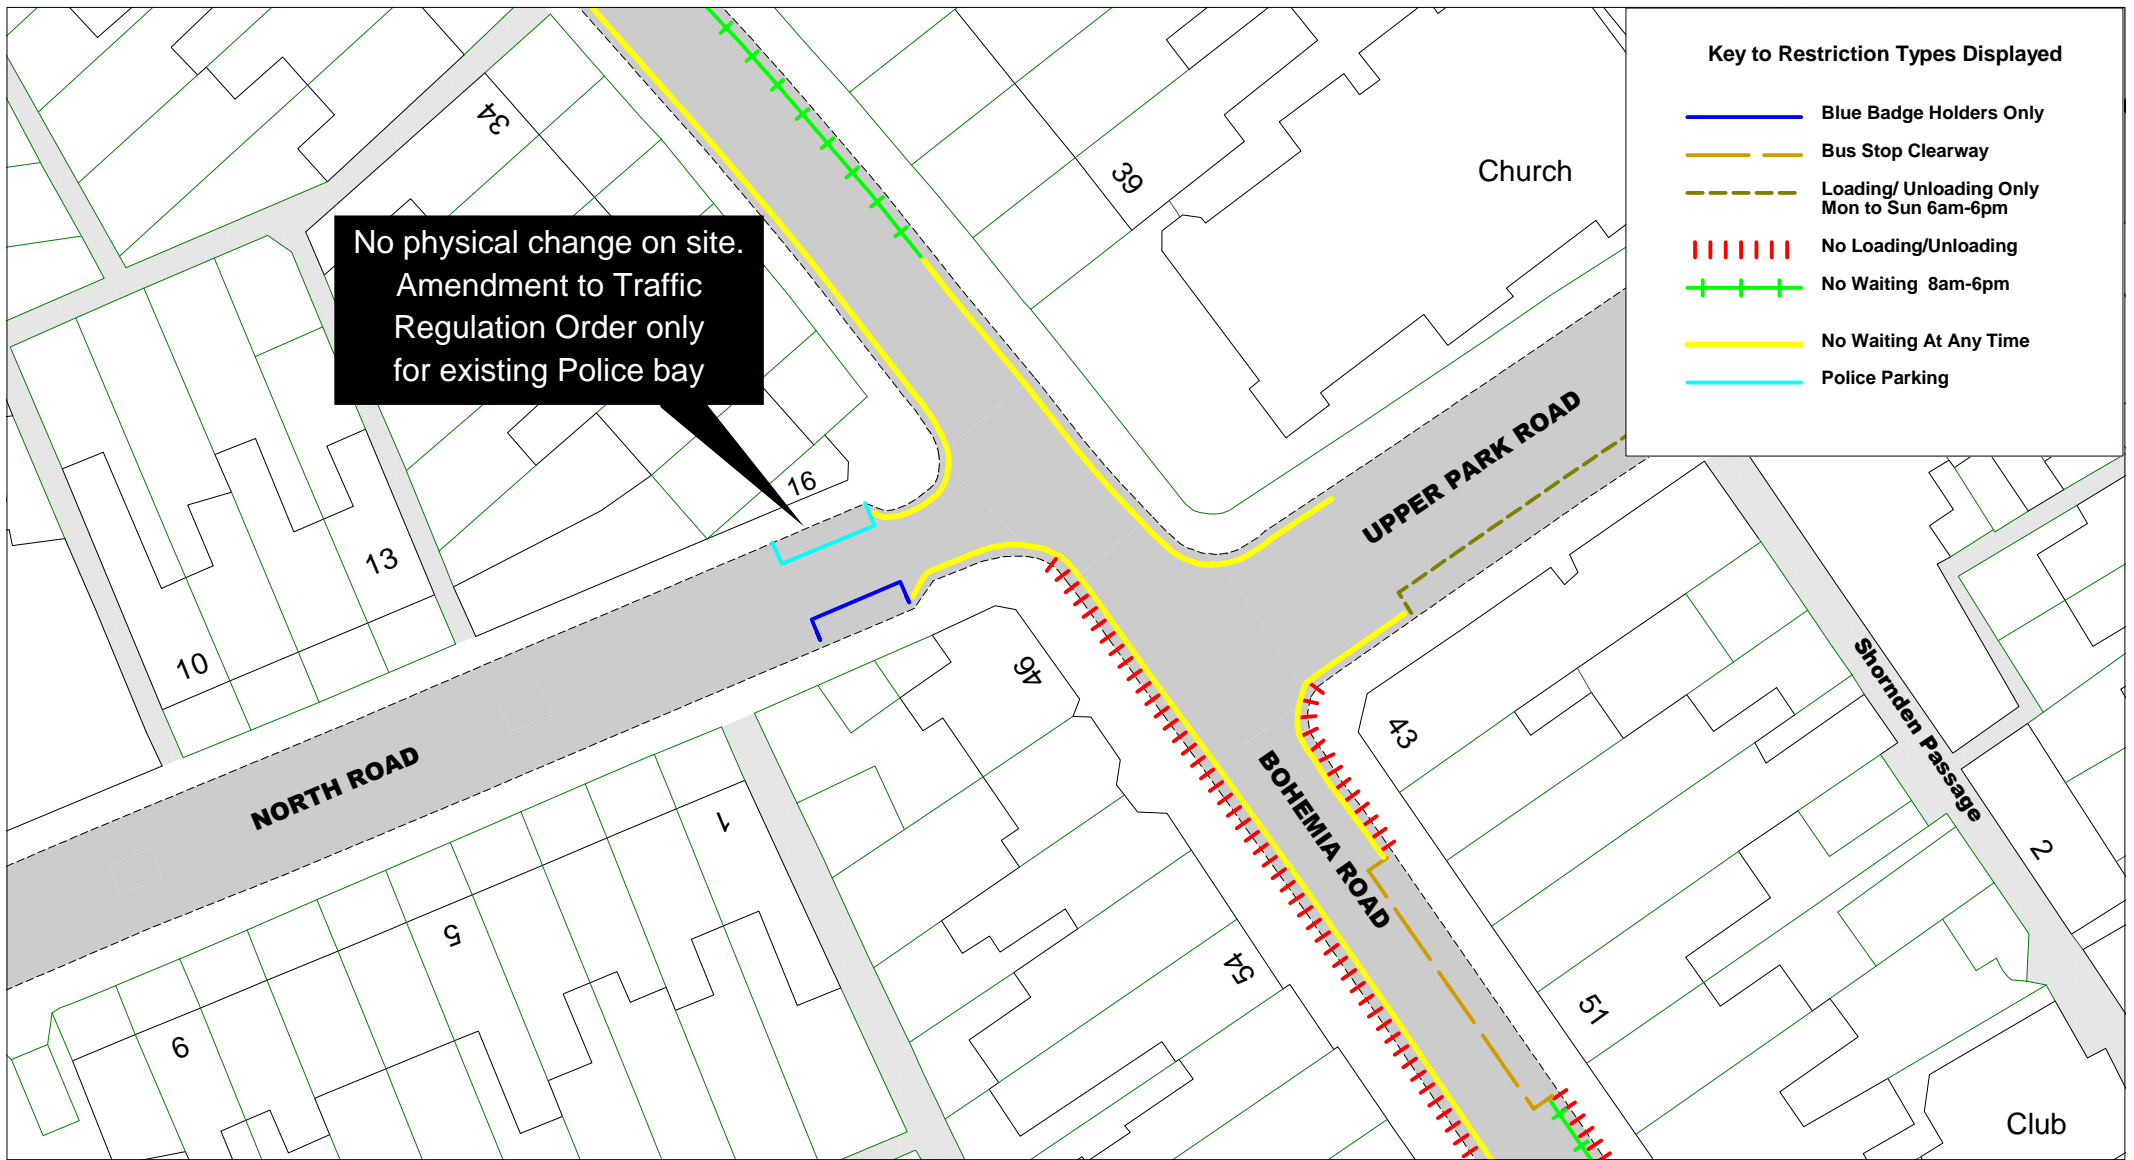 Key to Restriction Types Displayed
Blue Badge Holders Only
Bus Stop Clearway
Loading/ Unloading Only
Mon to Sun 6am-6pm
No Loading/Unloading
No Waiting  8am-6pm
No Waiting At Any Time
Police Parking
34
39
Church
No physical change on site.
Amendment to Traffic
Regulation Order only
for existing Police bay
UPPER PARK ROAD
16
13
10
46
43
Shornden Passage
NORTH ROAD
BOHEMIA ROAD
1
2
5
54
51
9
Club